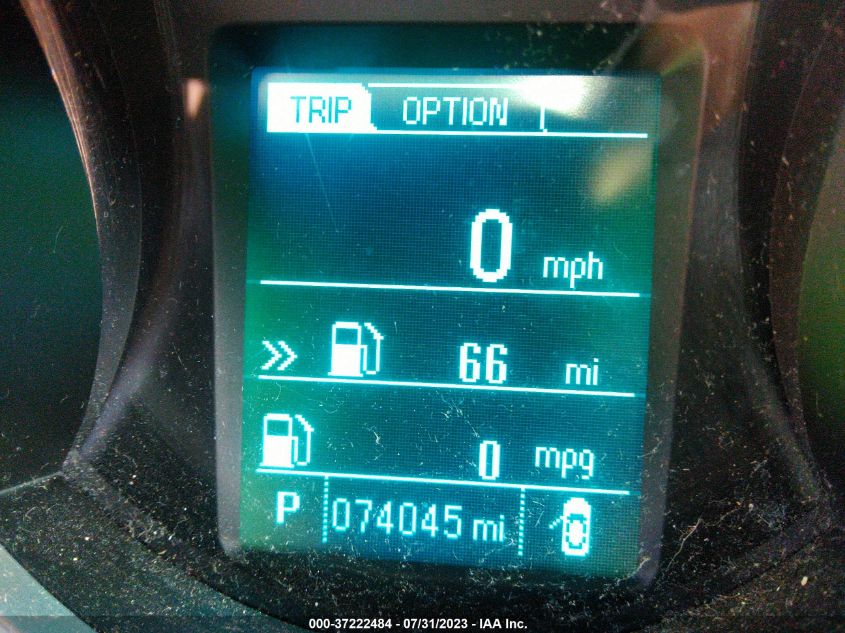 TRIP OPTION
0 mph
66 mi
0 mpg
P 074045 mi
000-37222484 - 07/31/2023 - IAA Inc.